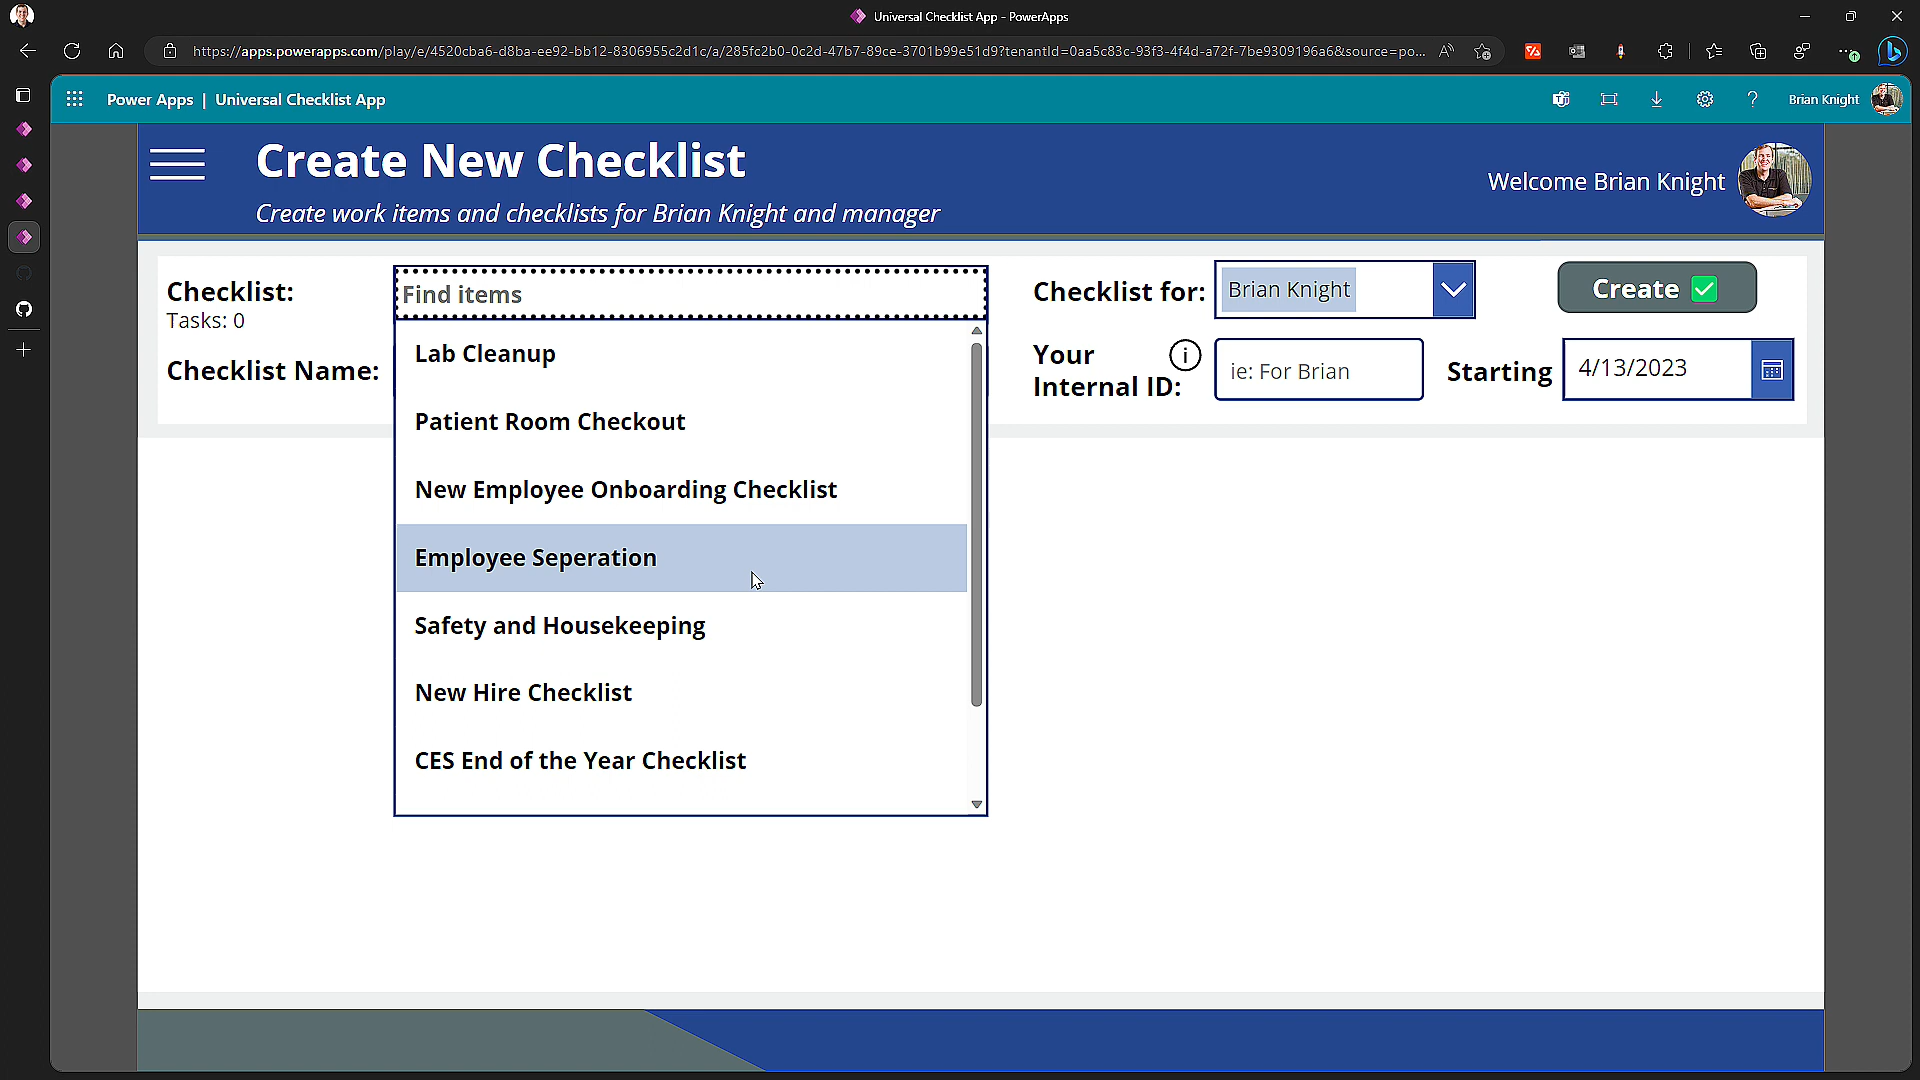 Universal Checklist App - PowerApps
https://apps.powerapps.com/play/e/4520cba6-d8ba-ee92-bb12-8306955c2d1c/a/285fc2b0-0c2d-47b7-89ce-3701b99e51d9?tenantId=0aa5c83c-93f3-4f4d-a72f-7be9309196a6&source=po...
Power Apps | Universal Checklist App
Brian Knight
Create New Checklist
Create work items and checklists for Brian Knight and manager
Welcome Brian Knight
Checklist:
Tasks: 0
Find items
Checklist for:
Brian Knight
Create
Checklist Name:
Your
Internal ID:
ie: For Brian
Starting
4/13/2023
Lab Cleanup
Patient Room Checkout
New Employee Onboarding Checklist
Employee Seperation
Safety and Housekeeping
New Hire Checklist
CES End of the Year Checklist